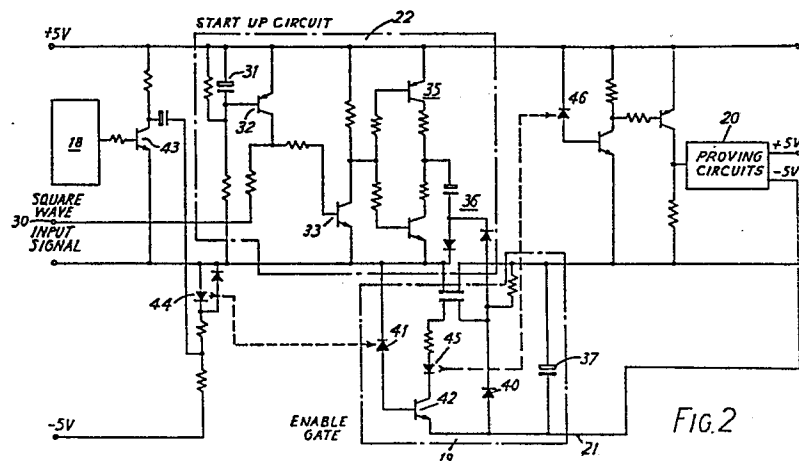 START UP CIRCUIT
22
+5V
31
32
35
46
18
43
20
PROVING
CIRCUITS
+5V
-5V
30
SQUARE
WAVE
INPUT
SIGNAL
33
36
44
41
45
40
37
42
ENABLE
GATE
-5V
19
21
FIG.2